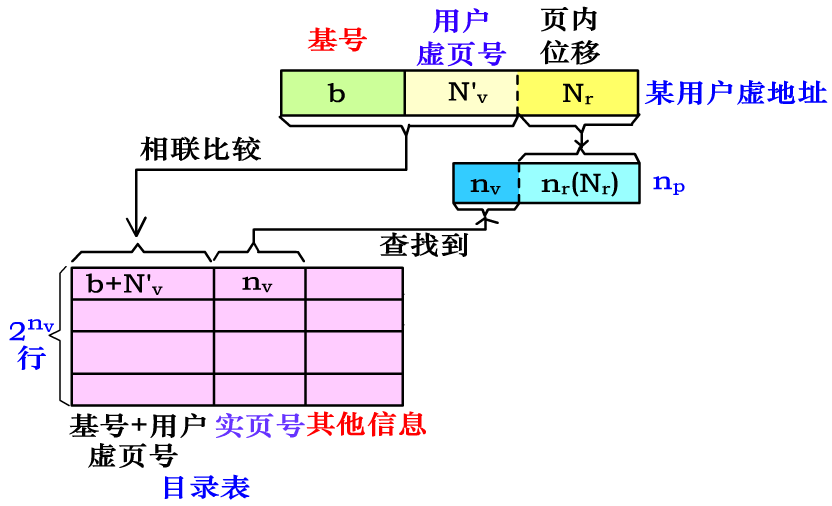 基号
用户
虚页号
页内
位移
b
N'v
Nr
某用户虚地址
相联比较
nv
nr(Nr)
np
查找到
b+N'v
nv
2^nv
行
基号+用户
虚页号
实页号
其他信息
目录表